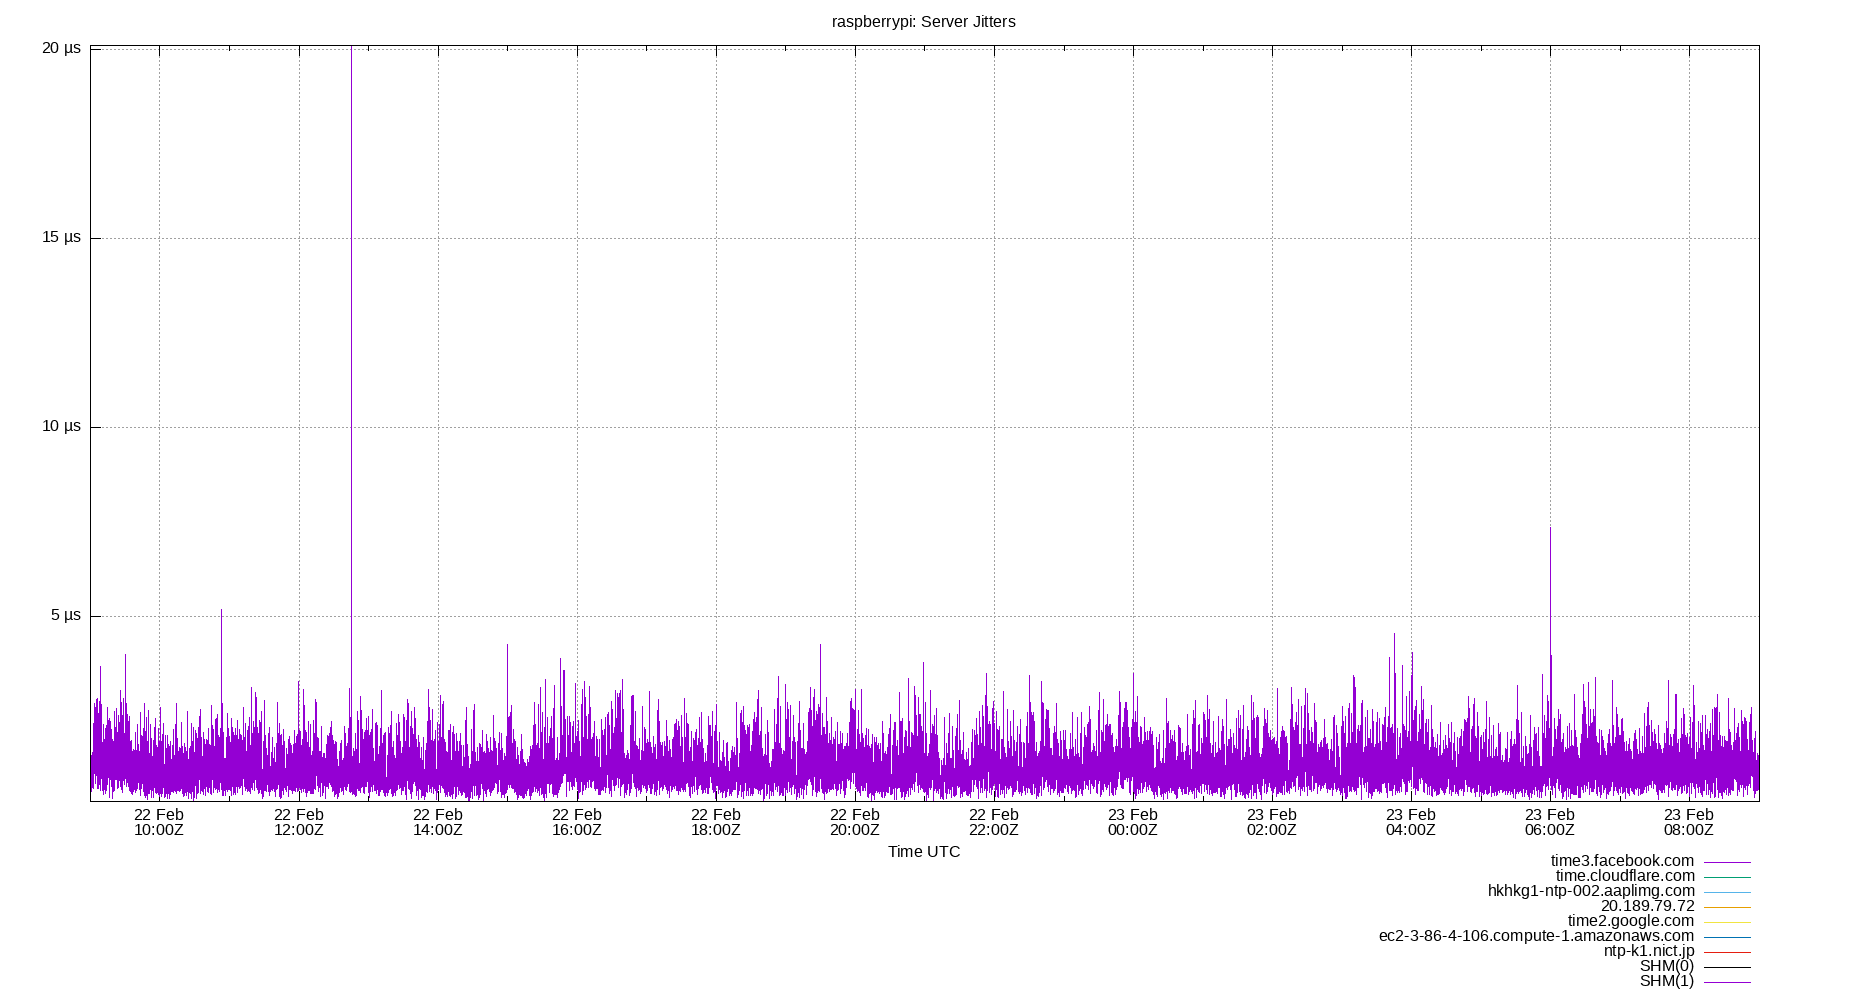 raspberrypi: Server Jitters
20 µs
15 µs
10 µs
5 µs
22 Feb 22 Feb 22 Feb 22 Feb 22 Feb 22 Feb 22 Feb 23 Feb 23 Feb 23 Feb 23 Feb 23 Feb
10:00Z 12:00Z 14:00Z 16:00Z 18:00Z 20:00Z 22:00Z 00:00Z 02:00Z 04:00Z 06:00Z 08:00Z
Time UTC
time3.facebook.com
time.cloudflare.com
hkhkg1-ntp-002.aaplimg.com
20.189.79.72
time2.google.com
ec2-3-86-4-106.compute-1.amazonaws.com
ntp-k1.nict.jp
SHM(0)
SHM(1)